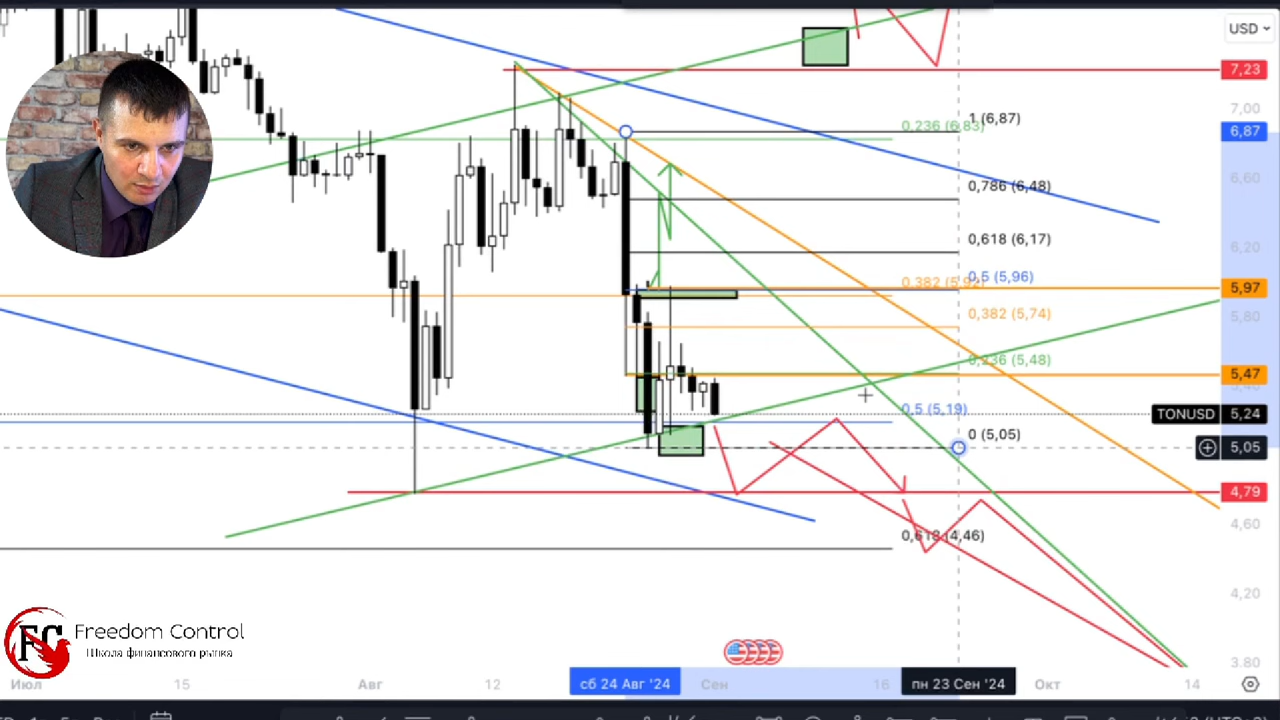 USD
7,23
7,00
1 (6,87)
0,236 (6,83)
6,87
0,786 (6,48)
6,60
0,618 (6,17)
6,20
0,5 (5,96)
0,382 (5,92)
5,97
0,382 (5,74)
5,80
0,236 (5,48)
5,47
5,40
0,5 (5,19)
TONUSD 5,24
0 (5,05)
5,05
4,79
0,618 (4,46)
4,60
4,20
Freedom Control
FC
Школа финансового рынка
3.80
Июл
15
Авг
12
сб 24 Авг '24
Сен
16
пн 23 Сен '24
Окт
14